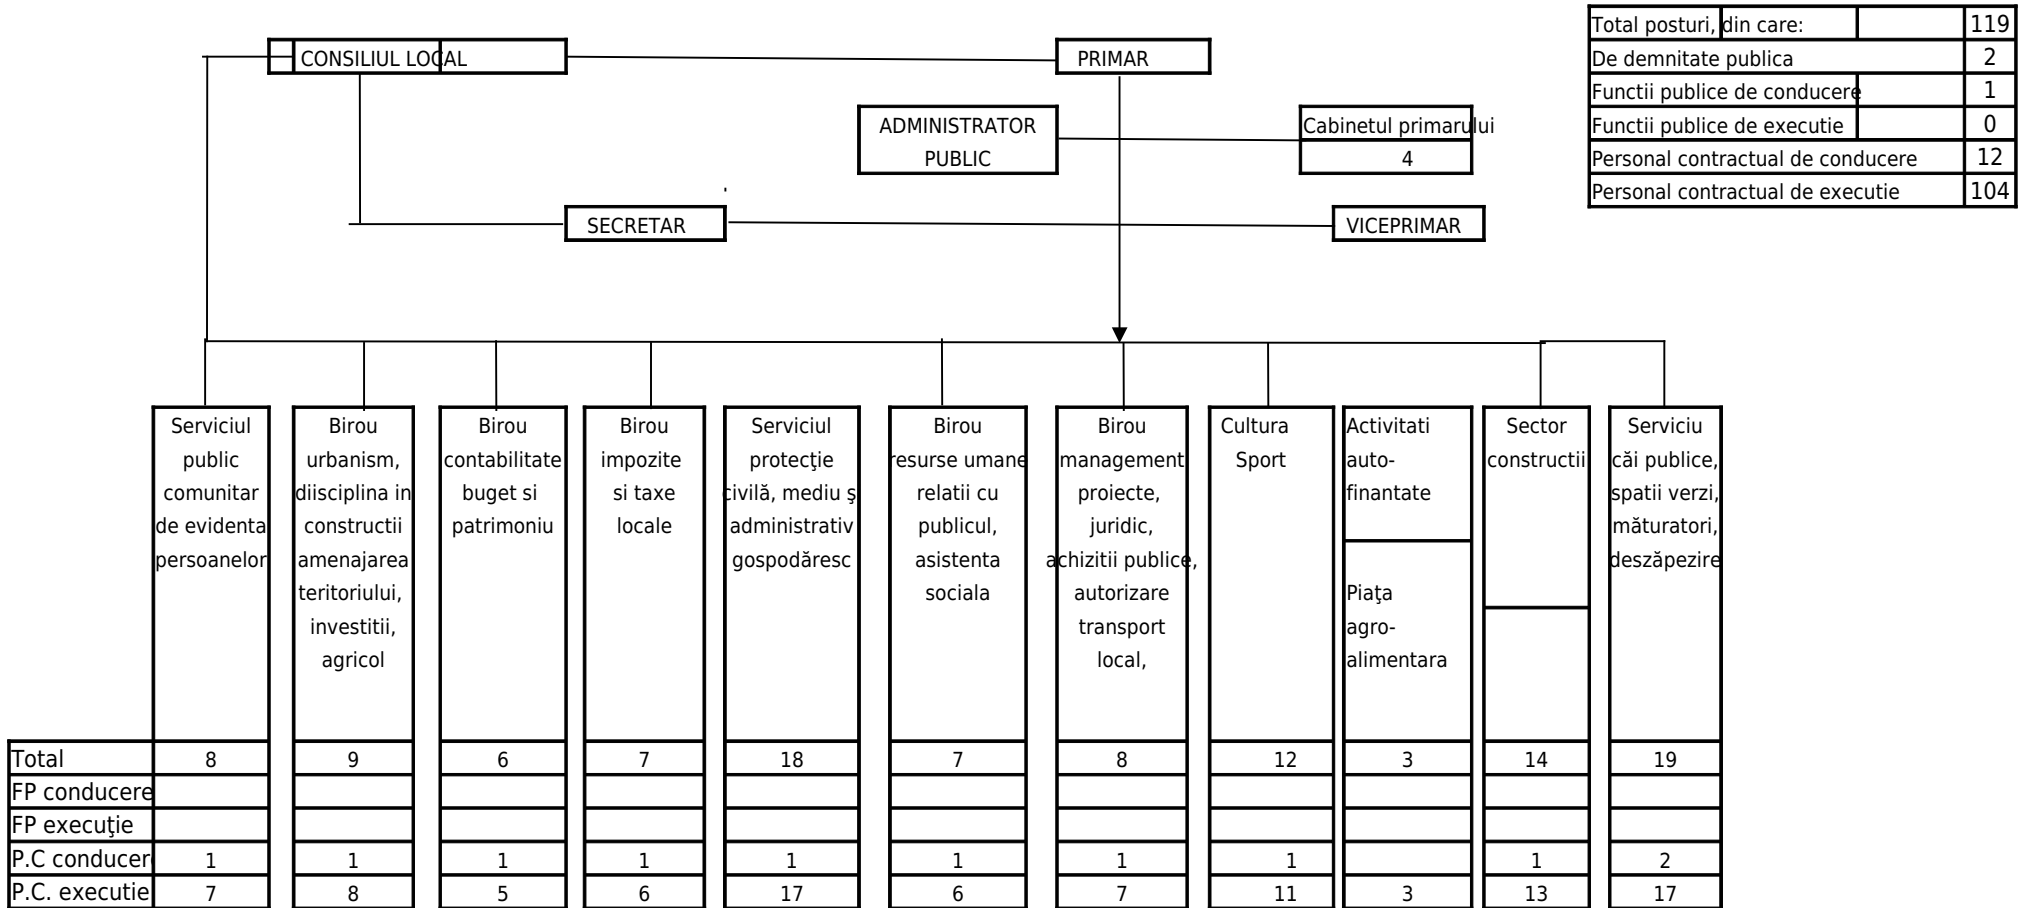 Total posturi, din care: 119
De demnitate publica 2
Functii publice de conducere 1
Functii publice de executie 0
Personal contractual de conducere 12
Personal contractual de executie 104
CONSILIUL LOCAL
PRIMAR
ADMINISTRATOR
PUBLIC
Cabinetul primarului
4
SECRETAR
VICEPRIMAR
Serviciul
public
comunitar
de evidenta
persoanelor
Birou
urbanism,
diisciplina in
constructii
amenajarea
teritoriului,
investitii,
agricol
Birou
contabilitate
buget si
patrimoniu
Birou
impozite
si taxe
locale
Serviciul
protecţie
civilă, mediu ş
administrativ
gospodăresc
Birou
resurse umane
relatii cu
publicul,
asistenta
sociala
Birou
management
proiecte,
juridic,
achizitii publice,
autorizare
transport
local,
Cultura
Sport
Activitati
auto-
finantate
Piaţa
agro-
alimentara
Sector
constructii
Serviciu
căi publice,
spatii verzi,
măturatori,
deszăpezire
Total 8 9 6 7 18 7 8 12 3 14 19
FP conducere
FP execuţie
P.C conducer 1 1 1 1 1 1 1 1 1 2
P.C. executie 7 8 5 6 17 6 7 11 3 13 17